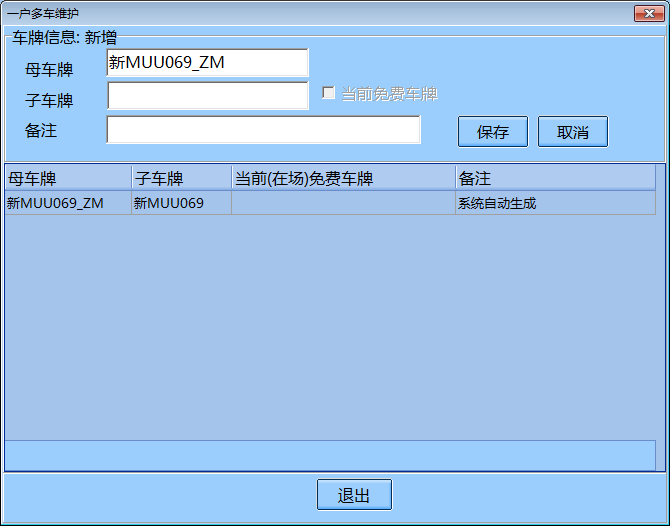 一户多车维护
车牌信息: 新增
母车牌 新MUU069_ZM
子车牌 当前免费车牌
备注 保存 取消
母车牌 子车牌 当前(在场)免费车牌 备注
新MUU069_ZM 新MUU069 系统自动生成
退出